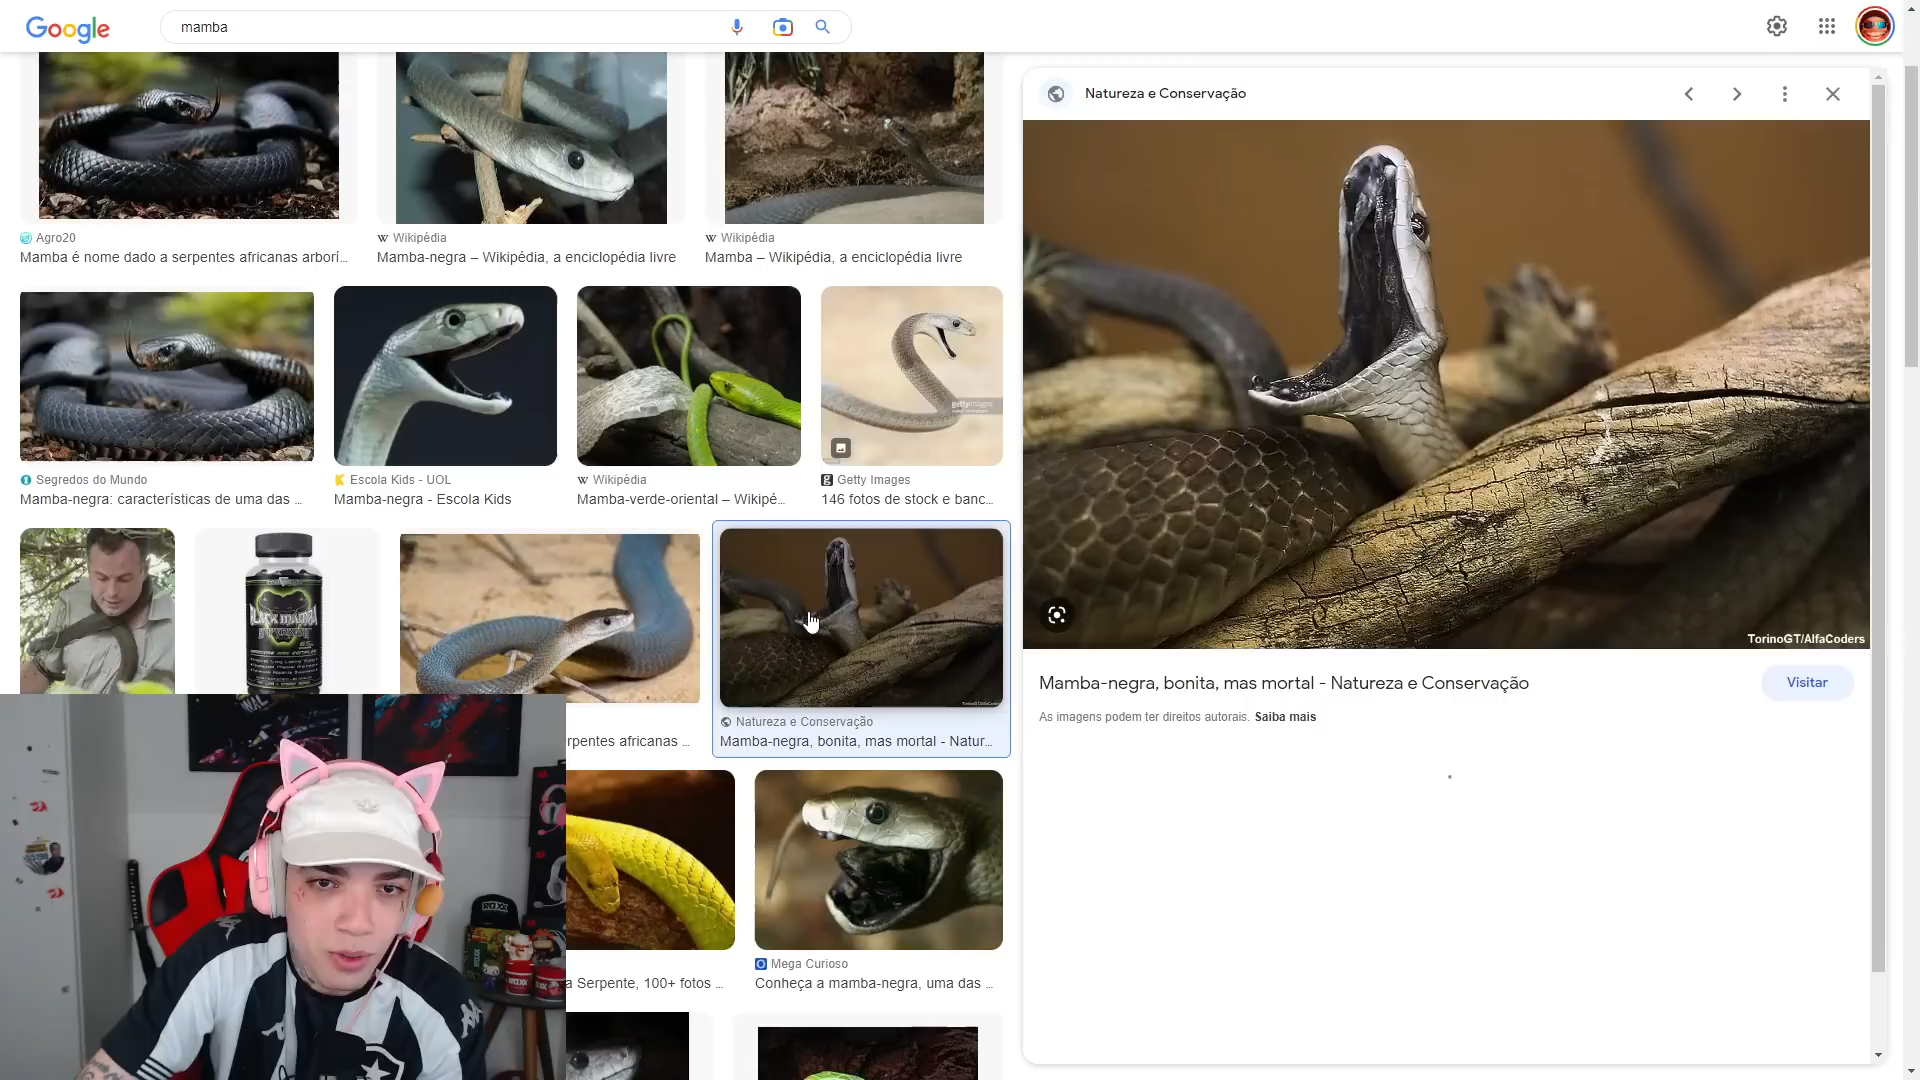 Google
mamba
Agro20
Mamba é nome dado a serpentes africanas arborí...
Wikipédia
Mamba-negra – Wikipédia, a enciclopédia livre
Wikipédia
Mamba – Wikipédia, a enciclopédia livre
Segredos do Mundo
Mamba-negra: características de uma das ...
Escola Kids - UOL
Mamba-negra - Escola Kids
Wikipédia
Mamba-verde-oriental – Wikipé...
gettyimages
Getty Images
146 fotos de stock e banc...
BLACK MAMBA
rpentes africanas ...
Natureza e Conservação
Mamba-negra, bonita, mas mortal - Natur...
a Serpente, 100+ fotos ...
Mega Curioso
Conheça a mamba-negra, uma das ...
Natureza e Conservação
TorinoGT/AlfaCoders
Mamba-negra, bonita, mas mortal - Natureza e Conservação
Visitar
As imagens podem ter direitos autorais. Saiba mais